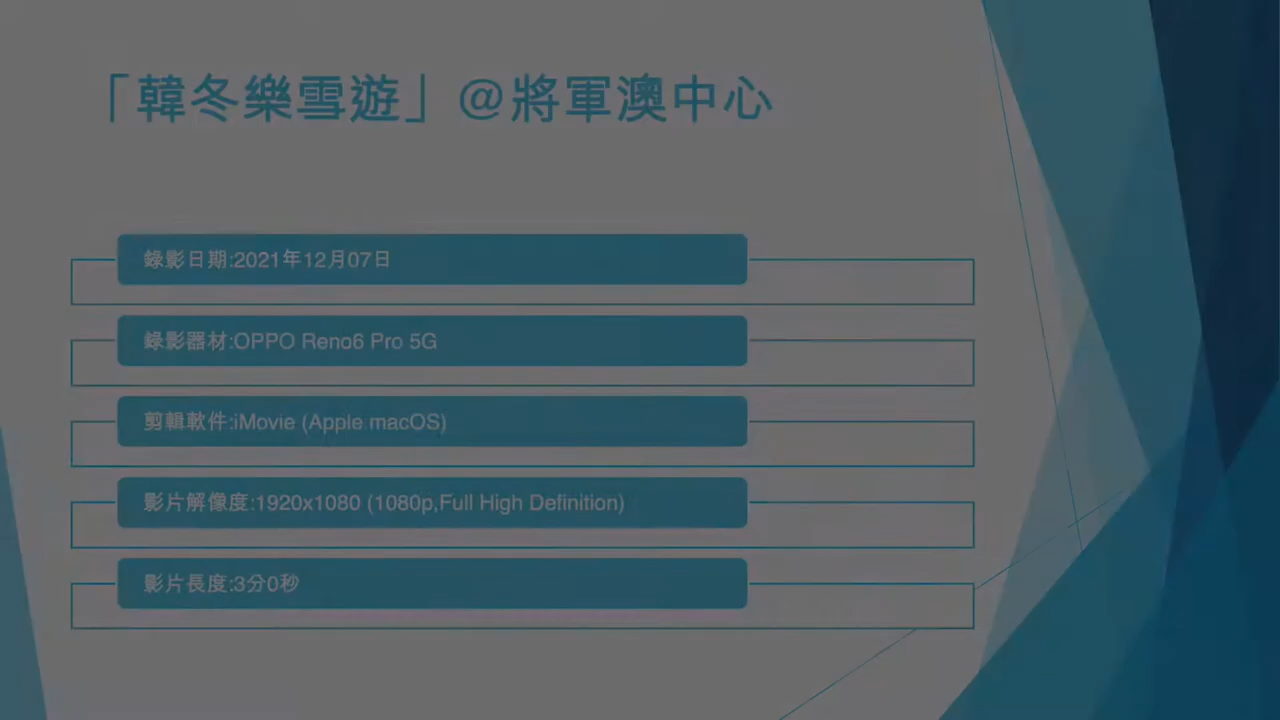 「韓冬樂雪遊」@將軍澳中心
錄影日期:2021年12月07日
錄影器材:OPPO Reno6 Pro 5G
剪輯軟件:iMovie (Apple macOS)
影片解像度:1920x1080 (1080p,Full High Definition)
影片長度:3分0秒